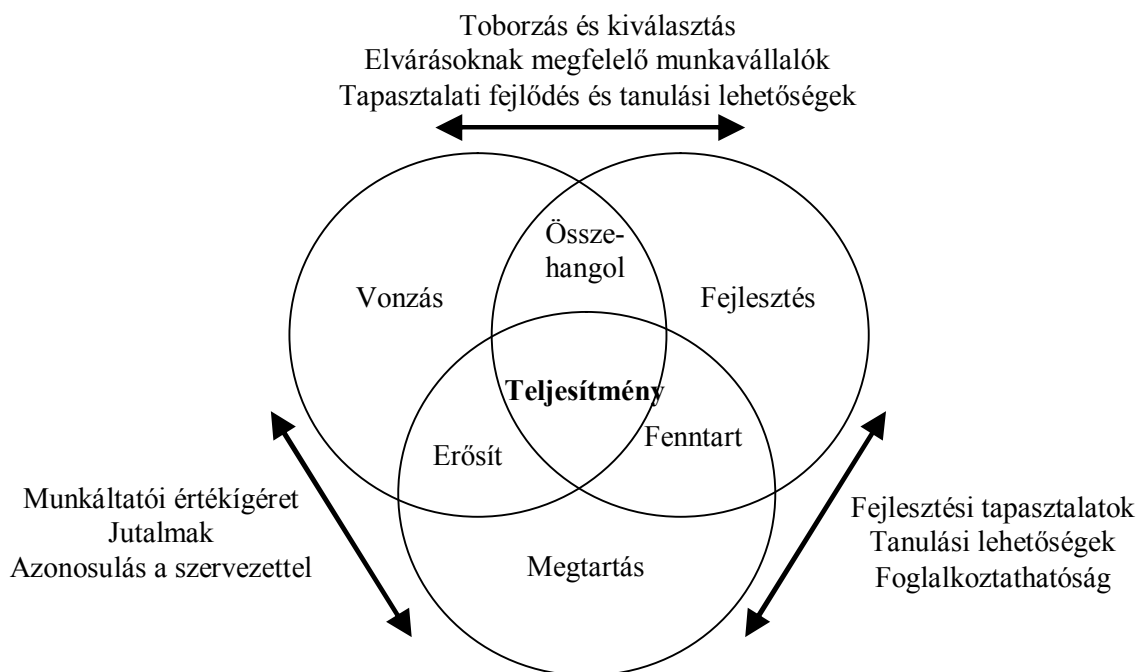 Toborzás és kiválasztás
Elvárásoknak megfelelő munkavállalók
Tapasztalati fejlődés és tanulási lehetőségek
Össze-
hangol
Vonzás
Fejlesztés
Teljesítmény
Erősít
Fenntart
Munkáltatói értékígéret
Jutalmak
Azonosulás a szervezettel
Megtartás
Fejlesztési tapasztalatok
Tanulási lehetőségek
Foglalkoztathatóság